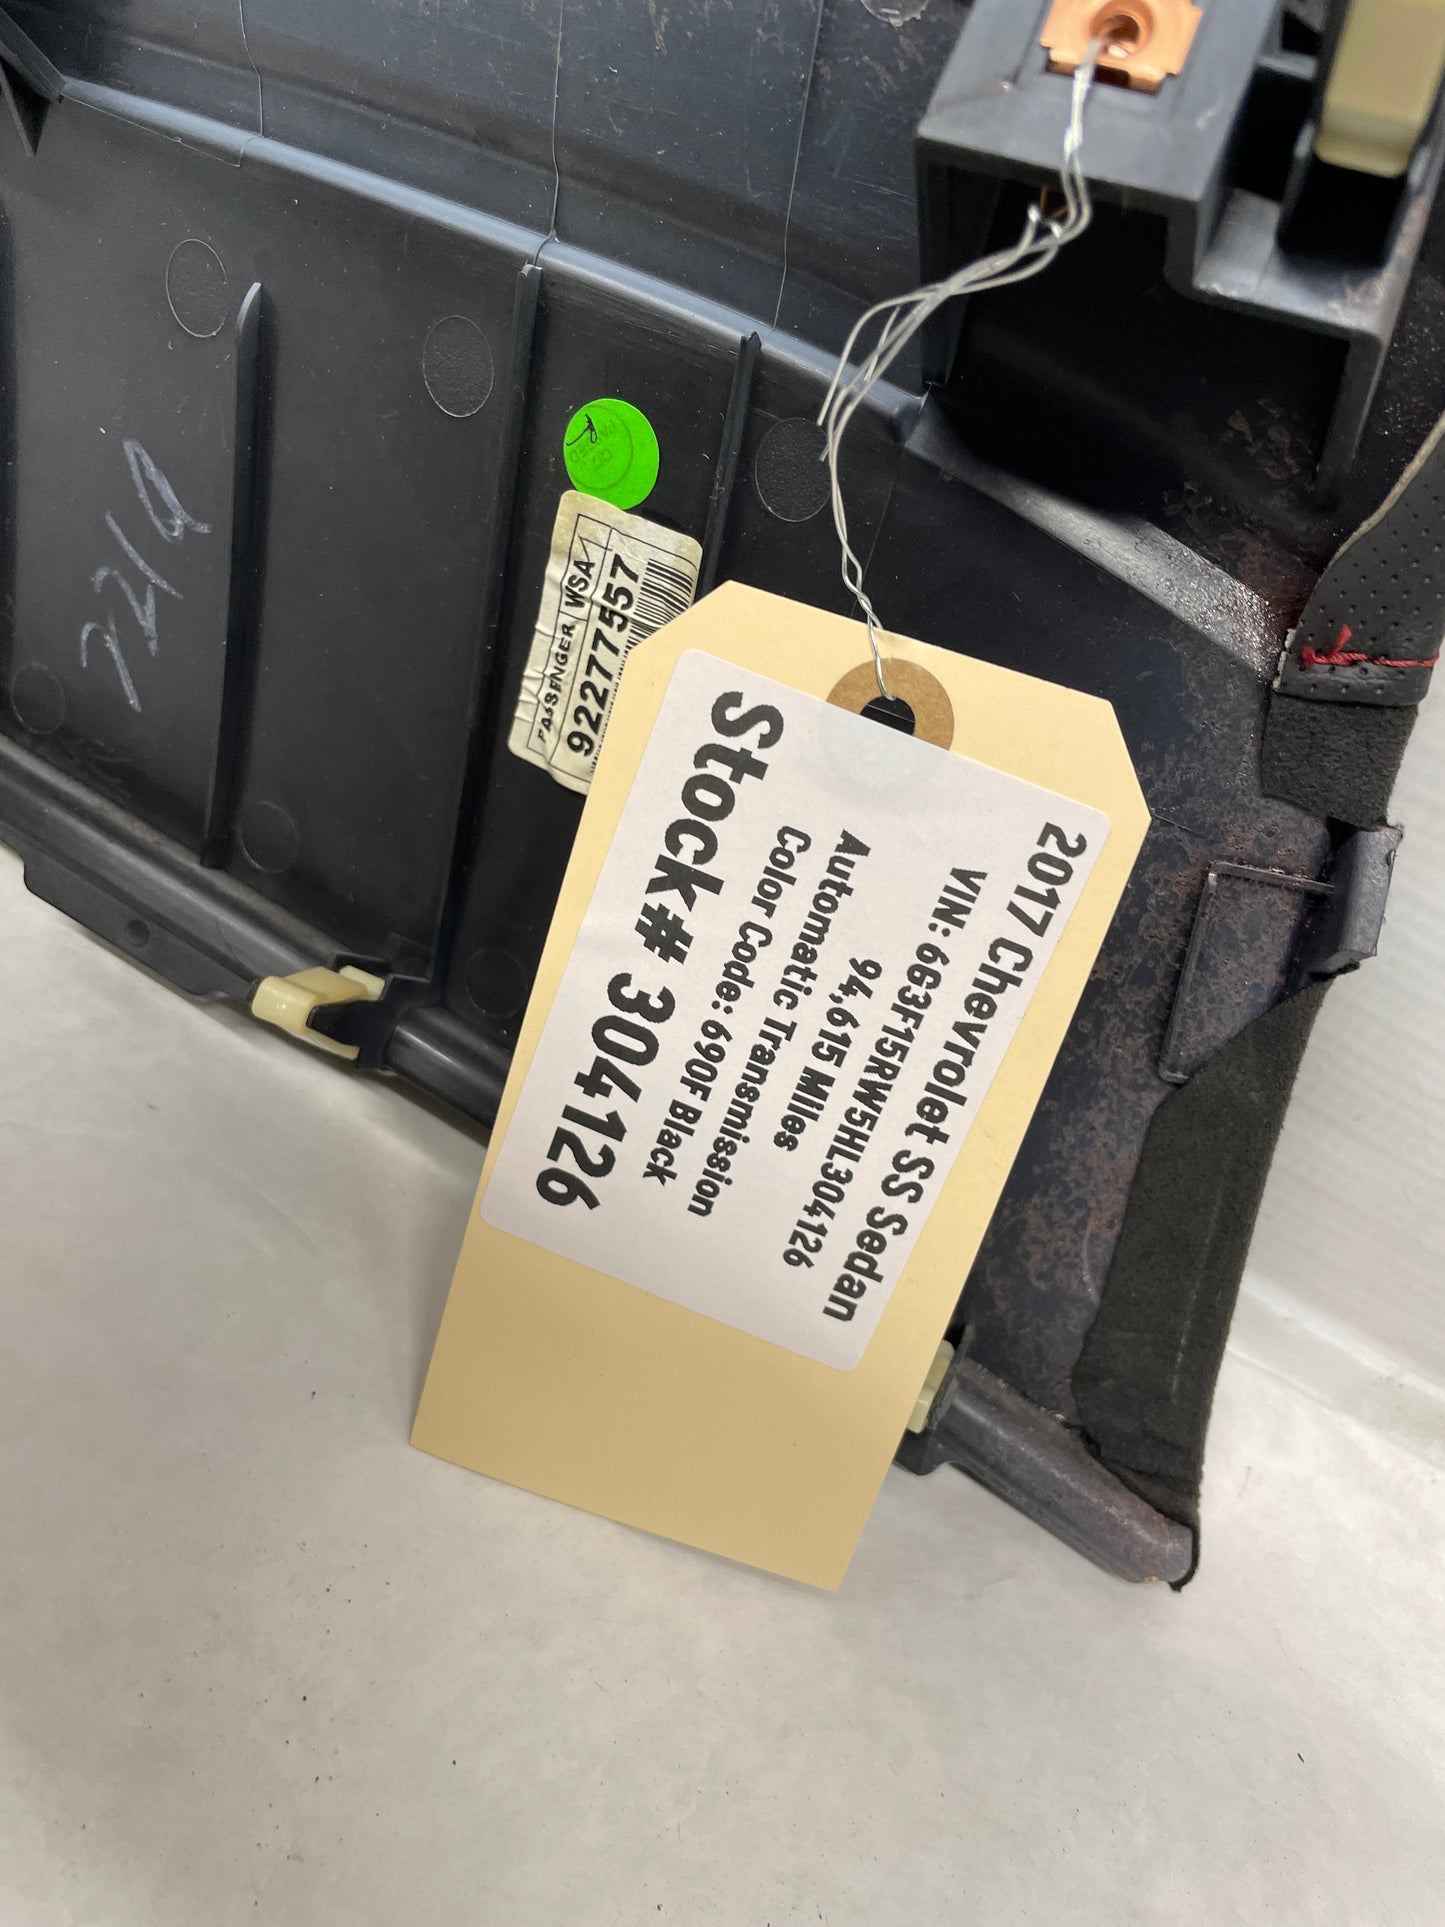 2017 Chevrolet SS Sedan
VIN: 6G3F15RW5HL304126
94,615 Miles
Automatic Transmission
Color Code: 690F Black
Stock# 304126
PASSENGER WSA
92277557